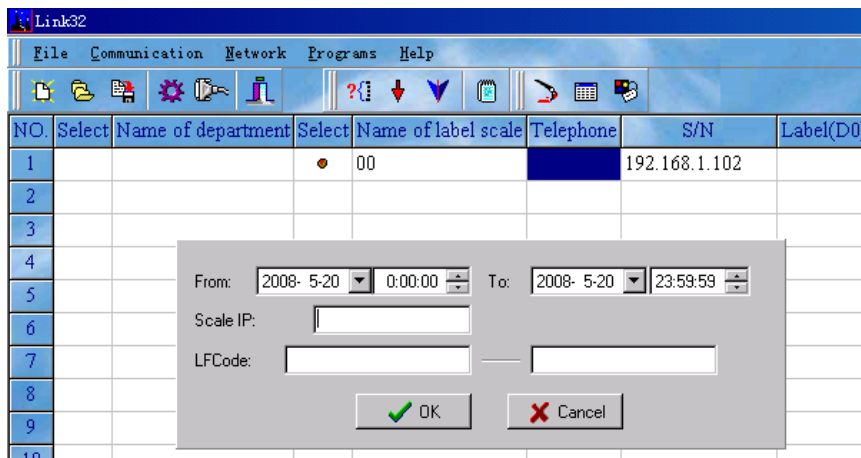 Link32
File Communication Network Programs Help
NO. Select Name of department Select Name of label scale Telephone S/N Label(D0
1 00 192.168.1.102
2
3
4
From: 2008- 5-20 0:00:00 To: 2008- 5-20 23:59:59
5
Scale IP:
6
7 LFCode:
8
OK Cancel
9
10